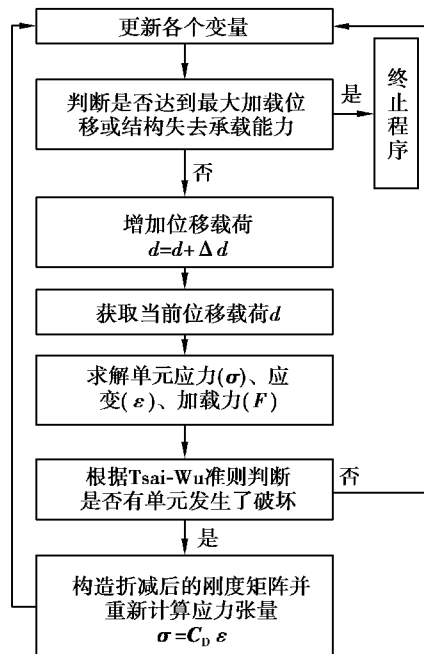 更新各个变量
判断是否达到最大加载位
移或结构失去承载能力
是
终
止
程
序
否
增加位移载荷
d=d+Δd
获取当前位移载荷d
求解单元应力(σ)、应
变(ε)、加载力(F)
根据Tsai-Wu准则判断
是否有单元发生了破坏
否
是
构造折减后的刚度矩阵并
重新计算应力张量
σ=C_D ε